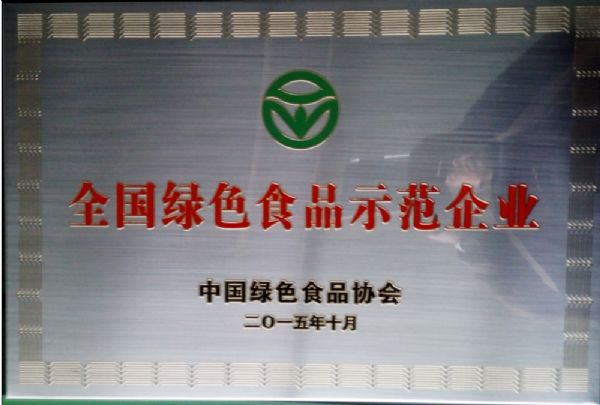 全国绿色食品示范企业
中国绿色食品协会
二〇一五年十月